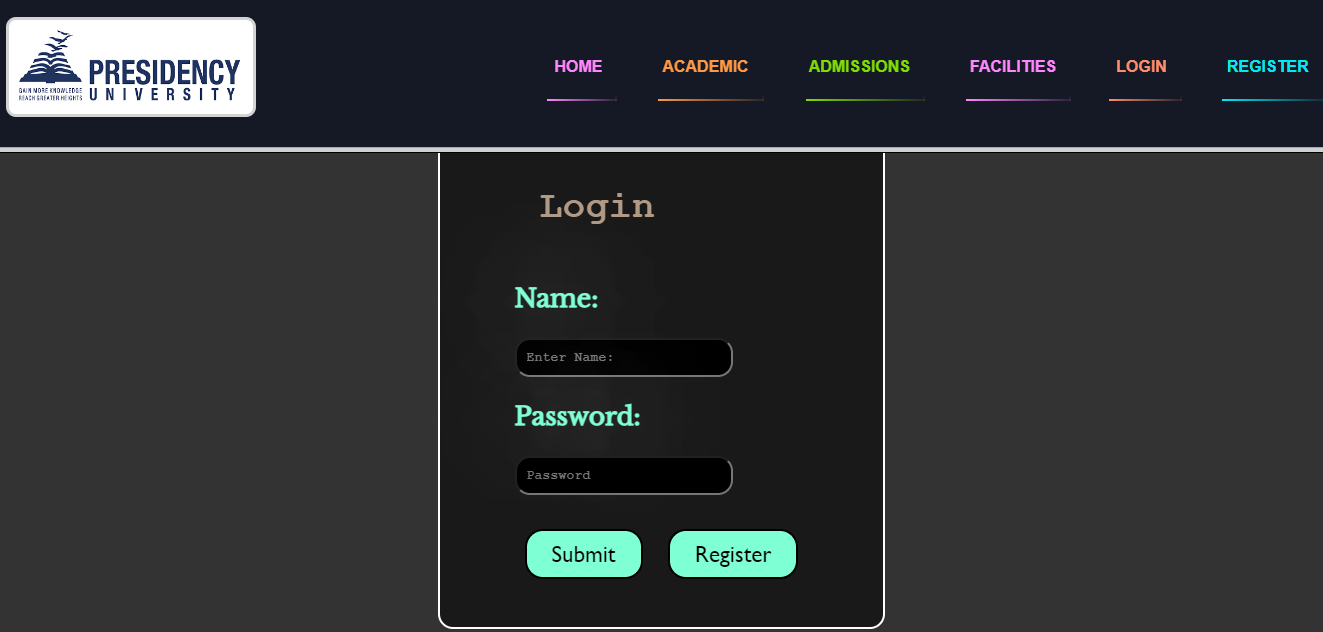 PRESIDENCY
UNIVERSITY
GAIN MORE KNOWLEDGE
REACH GREATER HEIGHTS
HOME
ACADEMIC
ADMISSIONS
FACILITIES
LOGIN
REGISTER
Login
Name:
Enter Name:
Password:
Password
Submit
Register